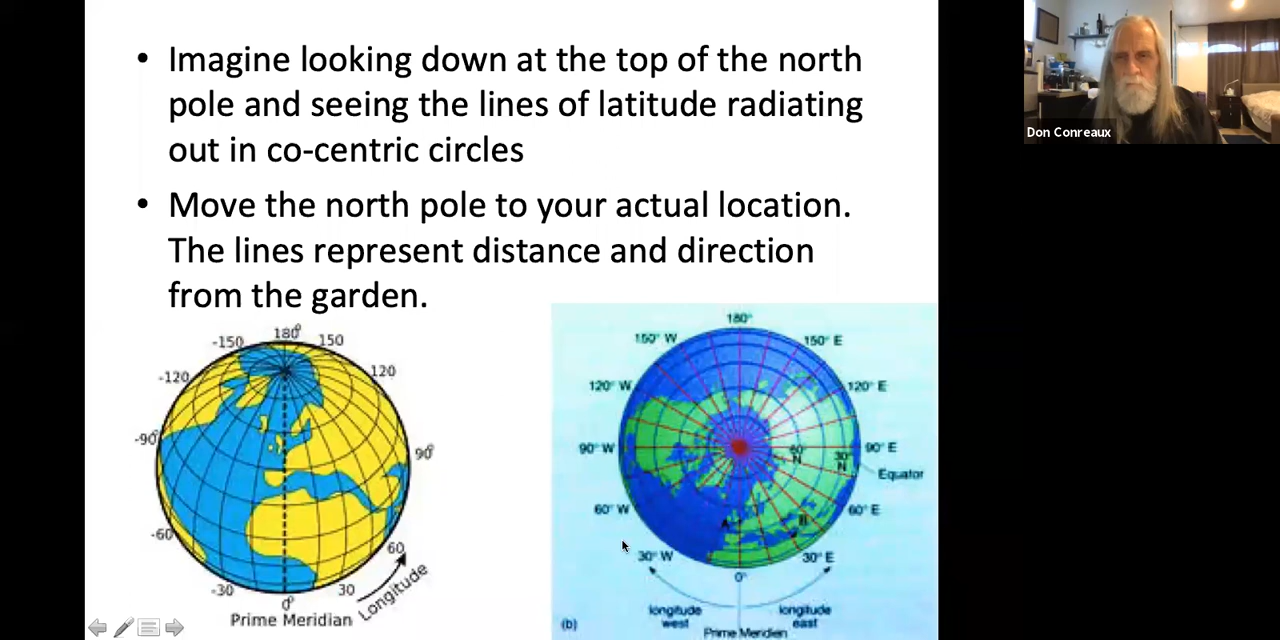 • Imagine looking down at the top of the north
pole and seeing the lines of latitude radiating
out in co-centric circles
• Move the north pole to your actual location.
The lines represent distance and direction
from the garden.
Don Conreaux
180°
-150
150
-120
120
-90
90°
-60
60
-30
30
0°
Longitude
Prime Meridian
180°
150° W
150° E
120° W
120° E
90° W
90° E
60° N
30° N
Equator
60° W
60° E
A
B
30° W
30° E
0°
longitude west
longitude east
(b)
Prime Meridien